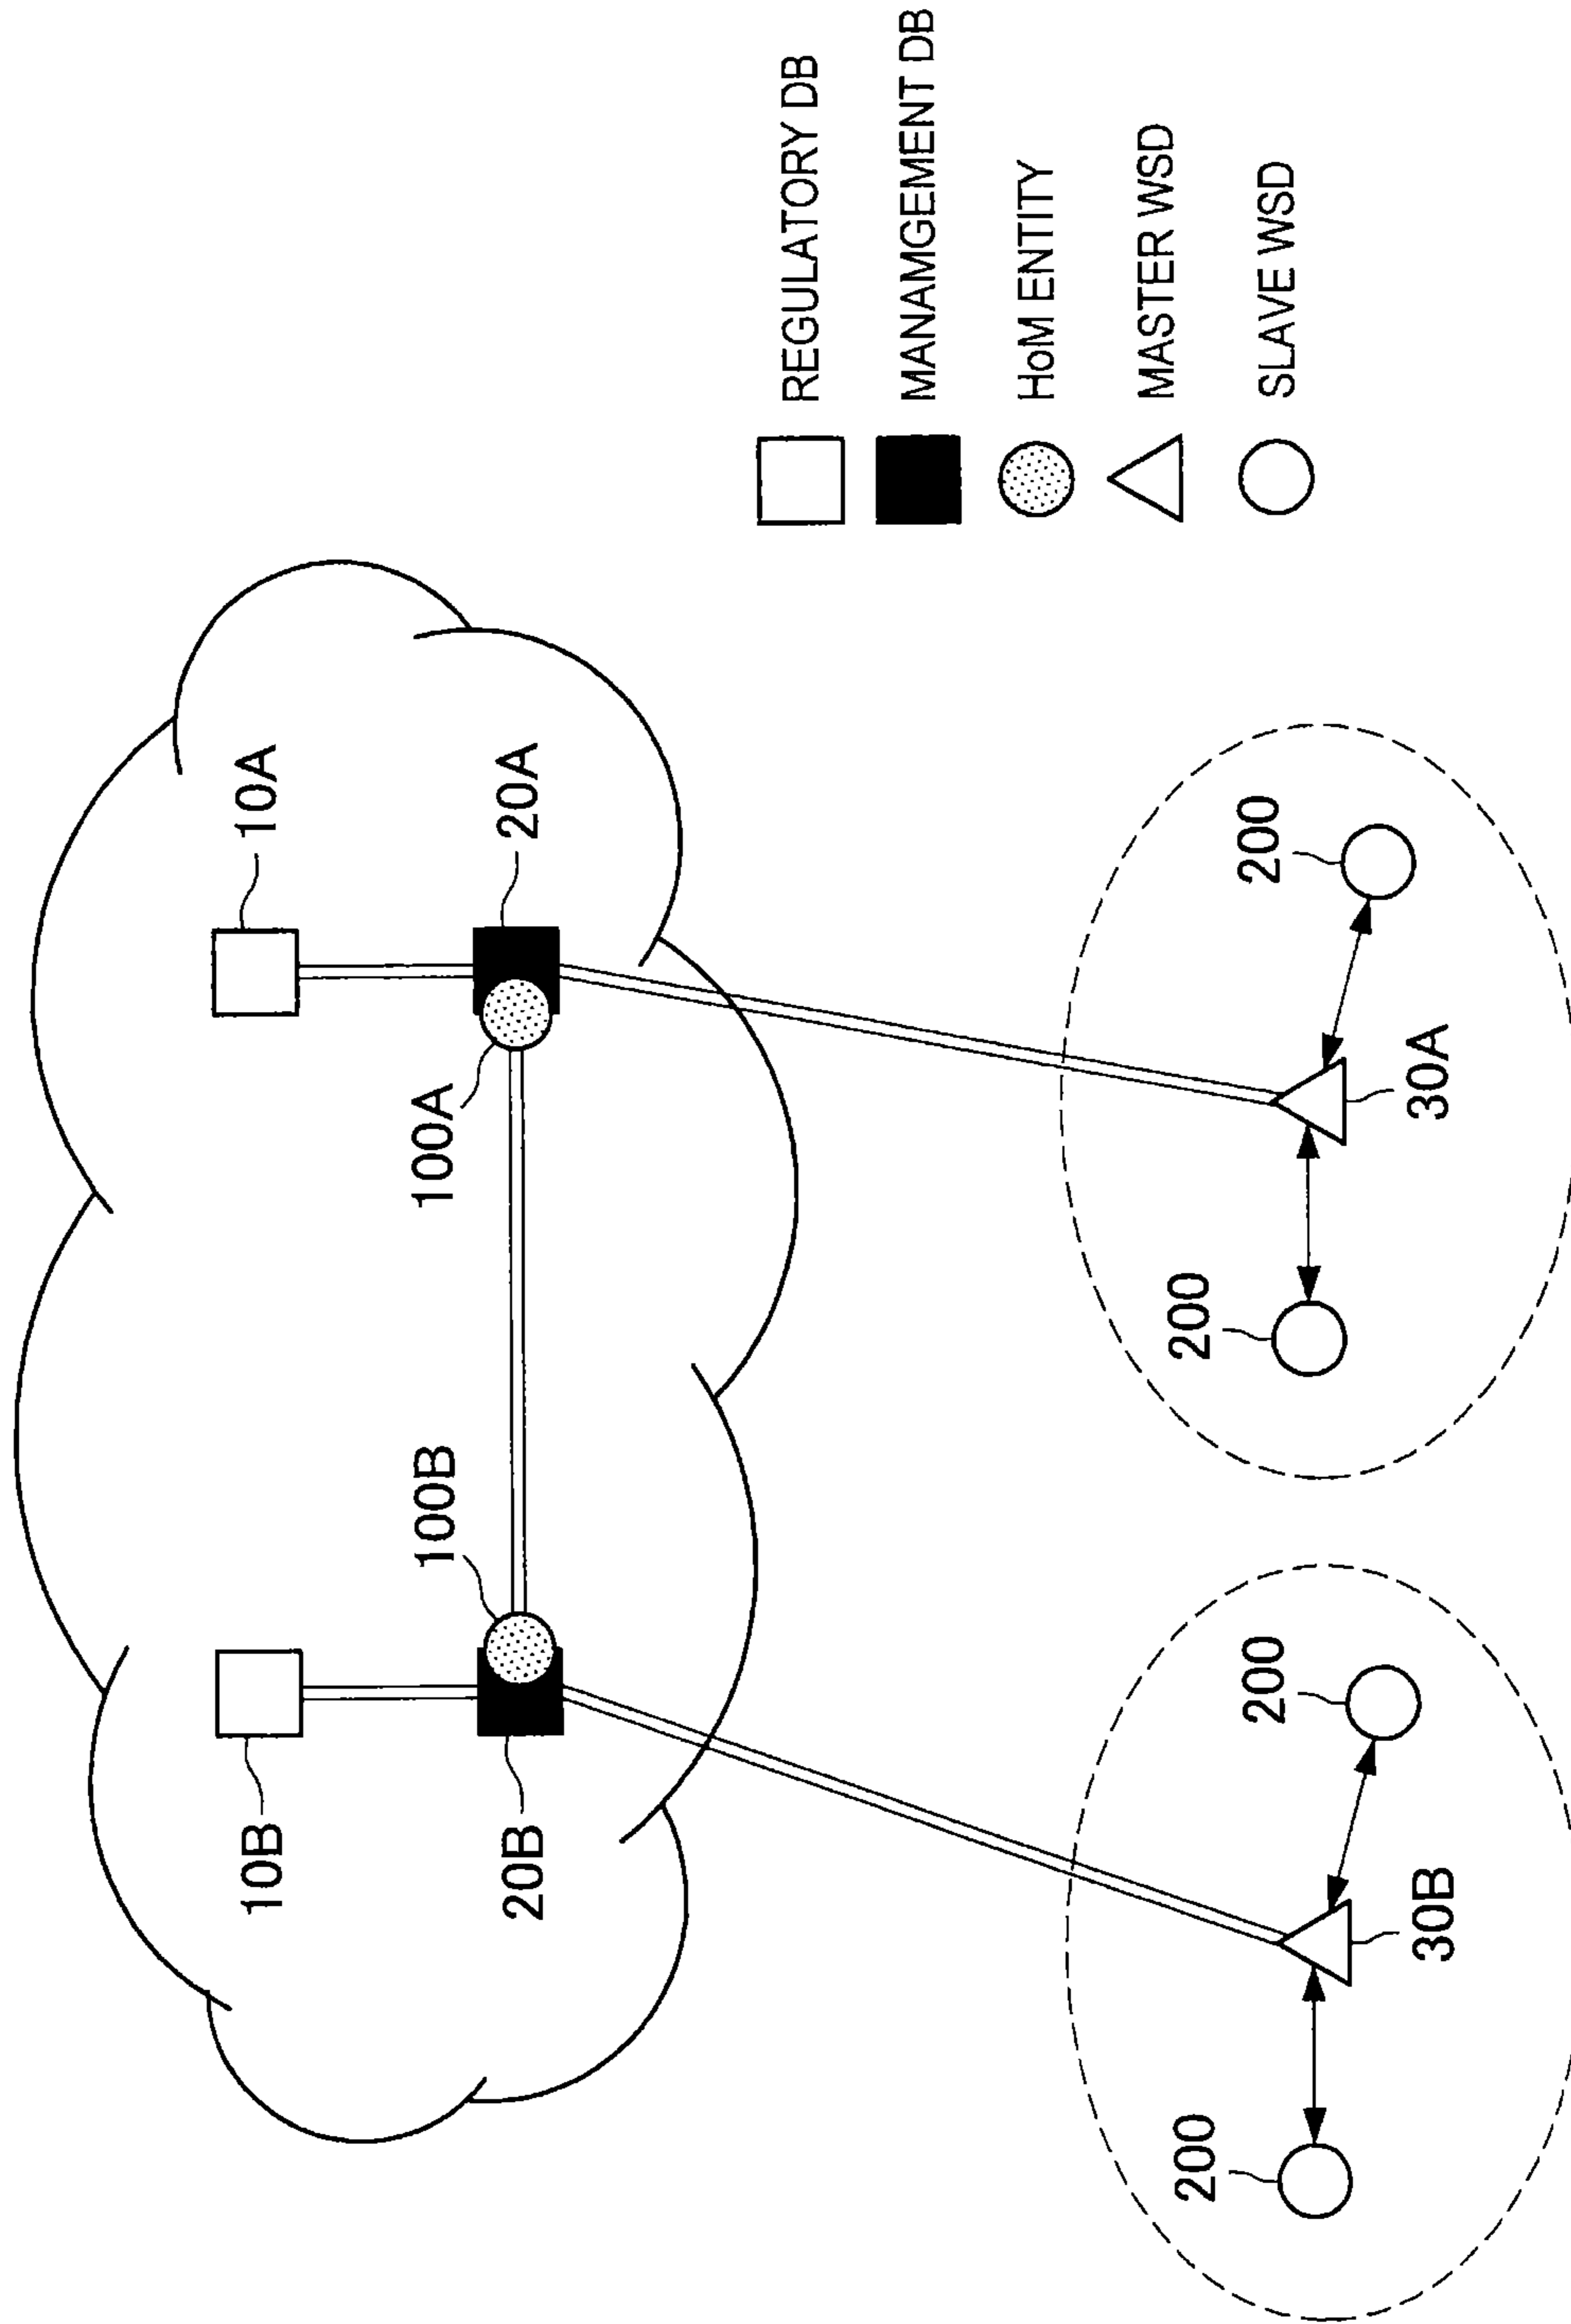 10B
10A
100B
100A
20B
20A
200
200
30B
200
200
30A
REGULATORY DB
MANAMGEMENT DB
HoM ENTITY
MASTER WSD
SLAVE WSD